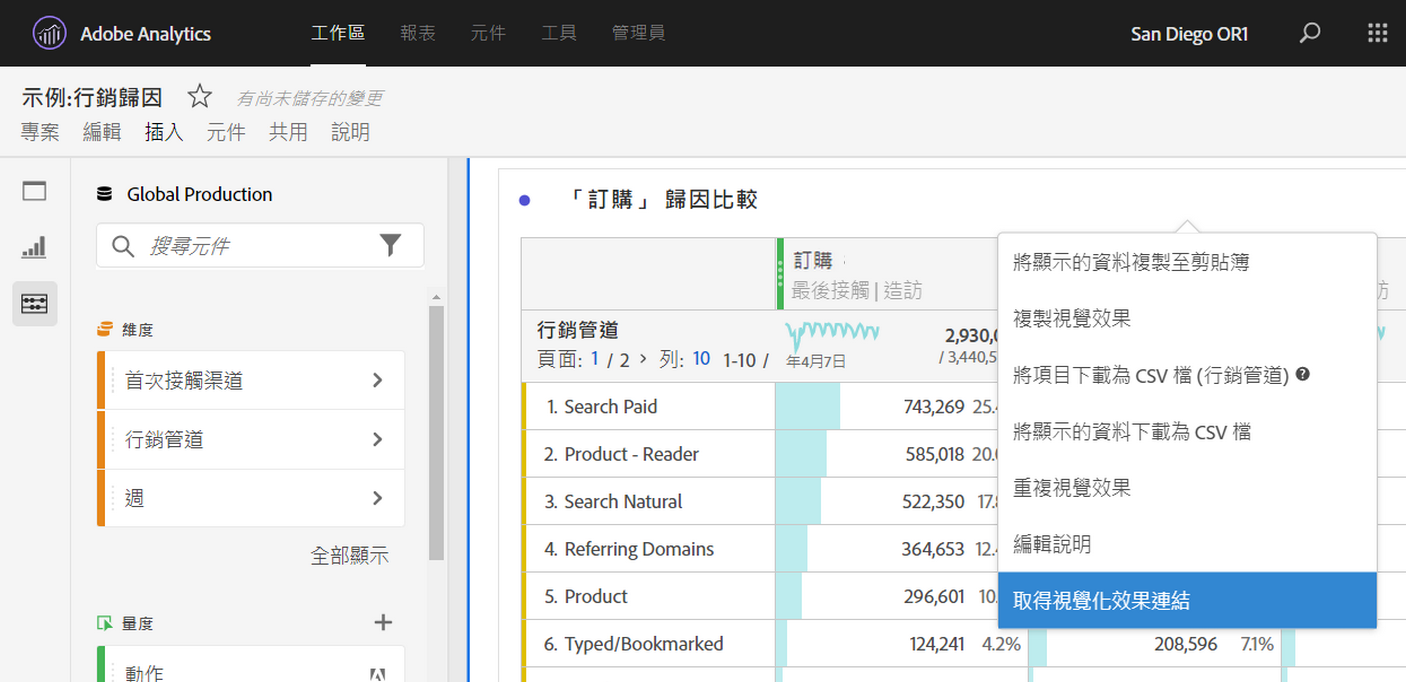 Adobe Analytics 工作區 報表 元件 工具 管理員 San Diego OR1
示例:行銷歸因 有尚未儲存的變更
專案 編輯 插入 元件 共用 說明
Global Production
搜尋元件
維度
首次接觸渠道
行銷管道
週
全部顯示
量度
動作
「訂購」 歸因比較
訂購
最後接觸 | 造訪
訪
行銷管道
頁面: 1 / 2 > 列: 10 1-10 /
年4月7日
2,930,0
/ 3,440,5
1. Search Paid 743,269 25.
2. Product - Reader 585,018 20.
3. Search Natural 522,350 17.
4. Referring Domains 364,653 12.
5. Product 296,601 10.
6. Typed/Bookmarked 124,241 4.2% 208,596 7.1%
將顯示的資料複製至剪貼簿
複製視覺效果
將項目下載為 CSV 檔 (行銷管道) ?
將顯示的資料下載為 CSV 檔
重複視覺效果
編輯說明
取得視覺化效果連結